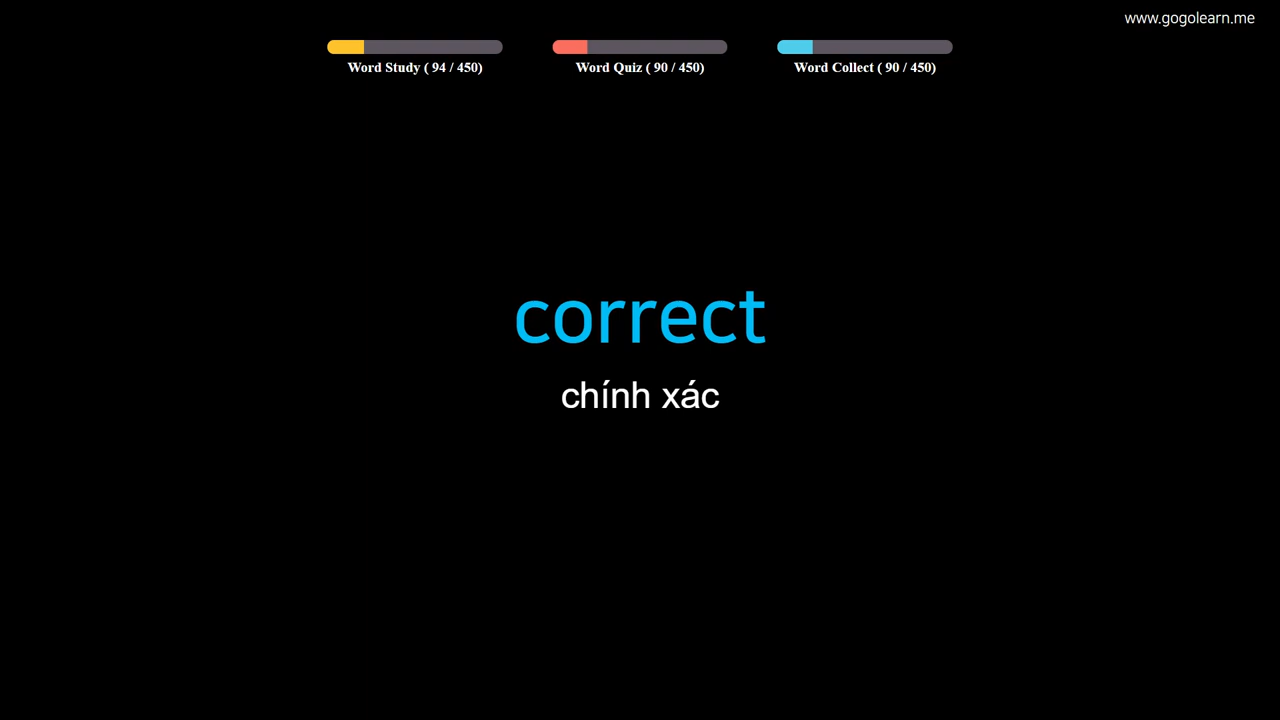 www.gogolearn.me
Word Study ( 94 / 450)
Word Quiz ( 90 / 450)
Word Collect ( 90 / 450)
correct
chính xác